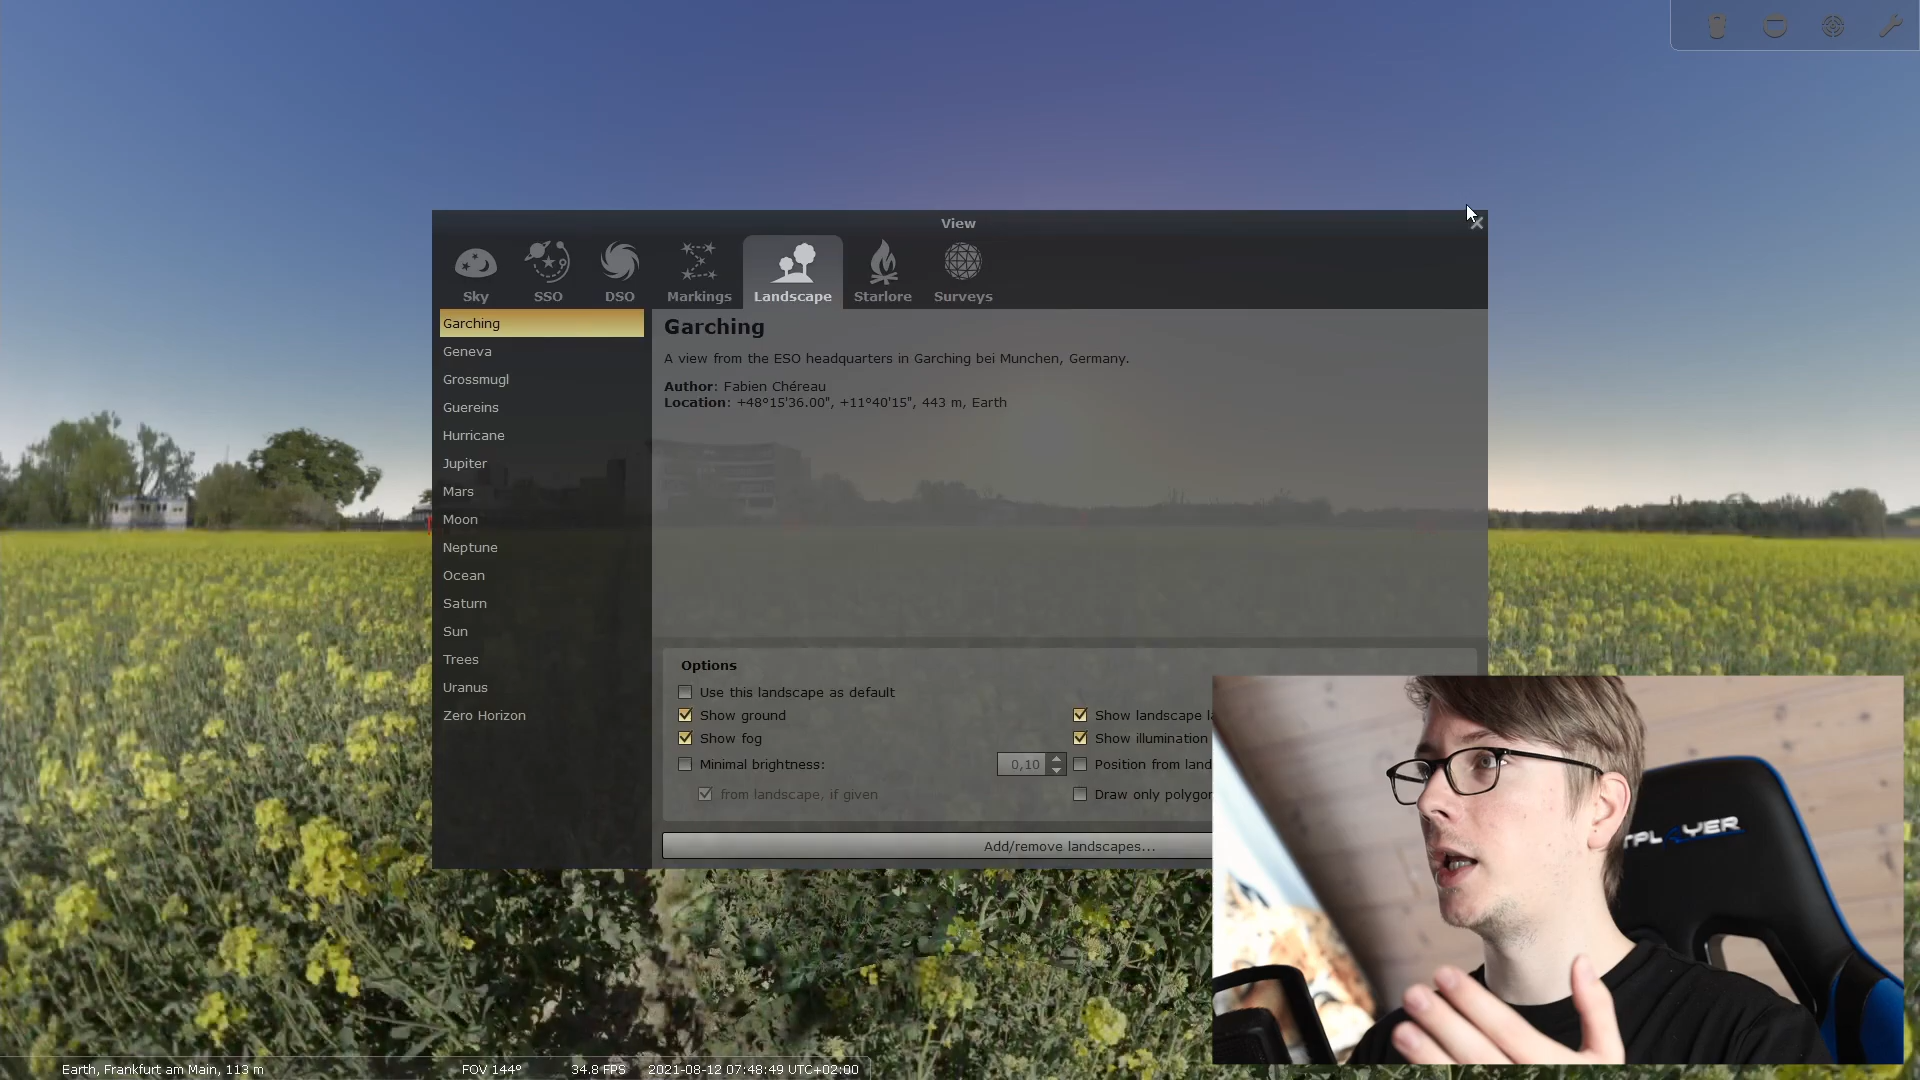 View
Sky
SSO
DSO
Markings
Landscape
Starlore
Surveys
Garching
Geneva
Grossmugl
Guereins
Hurricane
Jupiter
Mars
Moon
Neptune
Ocean
Saturn
Sun
Trees
Uranus
Zero Horizon
Garching
A view from the ESO headquarters in Garching bei Munchen, Germany.
Author: Fabien Chéreau
Location: +48°15'36.00", +11°40'15", 443 m, Earth
Options
Use this landscape as default
Show ground
Show landscape
Show fog
Show illumination
Minimal brightness:
0,10
Position from
from landscape, if given
Draw only
Add/remove landscapes...
Earth, Frankfurt am Main, 113 m
FOV 144°
34.8 FPS
2021-08-12 07:48:49 UTC+02:00